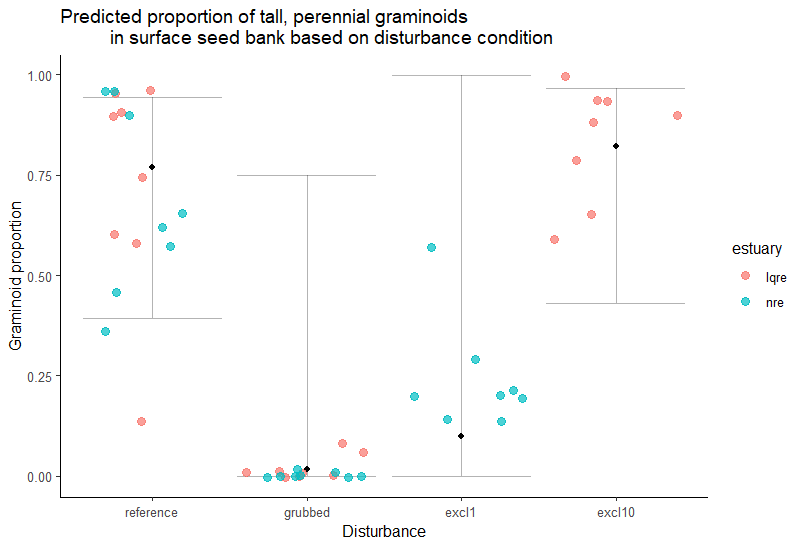 Predicted proportion of tall, perennial graminoids
in surface seed bank based on disturbance condition
1.00
0.75
0.50
0.25
0.00
Graminoid proportion
reference
grubbed
excl1
excl10
Disturbance
estuary
lqre
nre